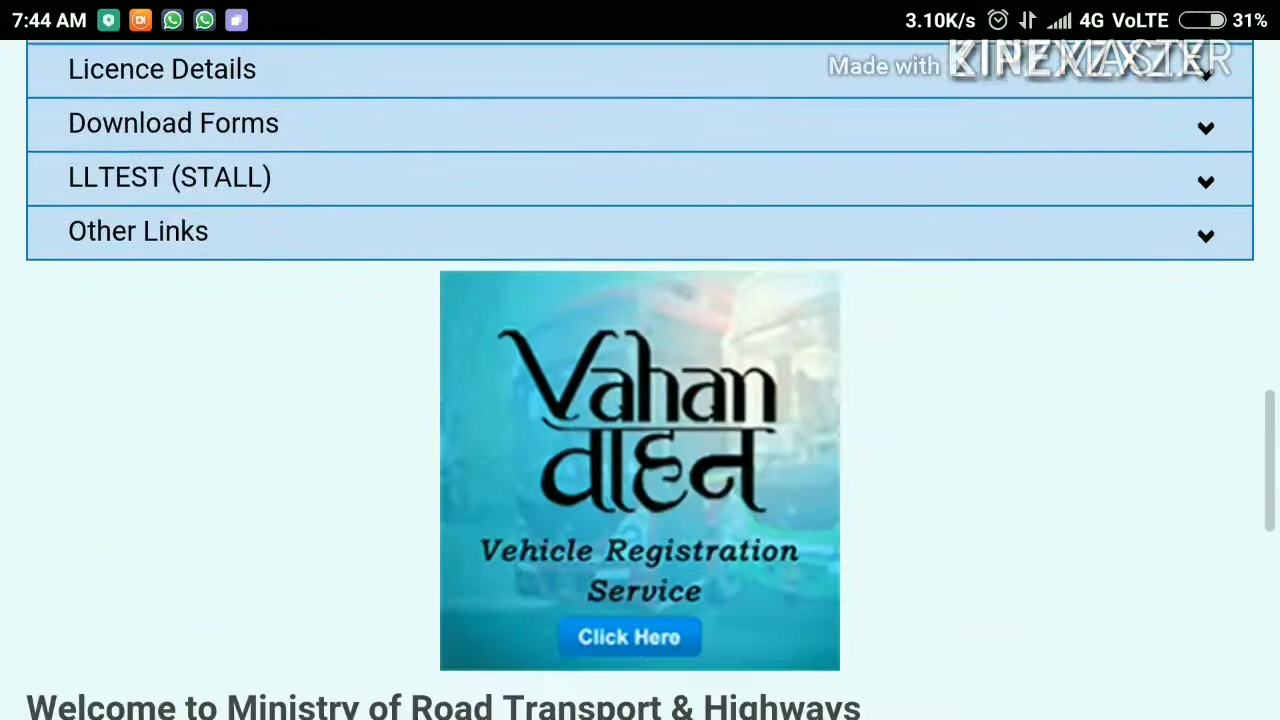 7:44 AM
3.10K/s 4G VoLTE 31%
Made with KINEMASTER
Licence Details
Download Forms
LLTEST (STALL)
Other Links
Vahan
वाहन
Vehicle Registration
Service
Click Here
Welcome to Ministry of Road Transport & Highways